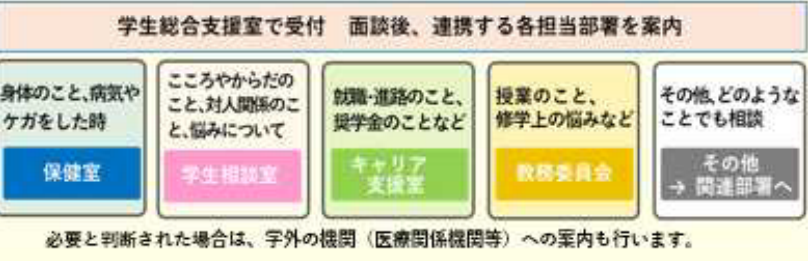 学生総合支援室で受付　面談後、連携する各担当部署を案内
身体のこと、病気や
ケガをした時
保健室
こころやからだの
こと、対人関係のこ
と、悩みについて
学生相談室
就職・進路のこと、
奨学金のことなど
キャリア
支援室
授業のこと、
修学上の悩みなど
教務委員会
その他、どのような
ことでも相談
その他
→ 関連部署へ
必要と判断された場合は、学外の機関（医療関係機関等）への案内も行います。